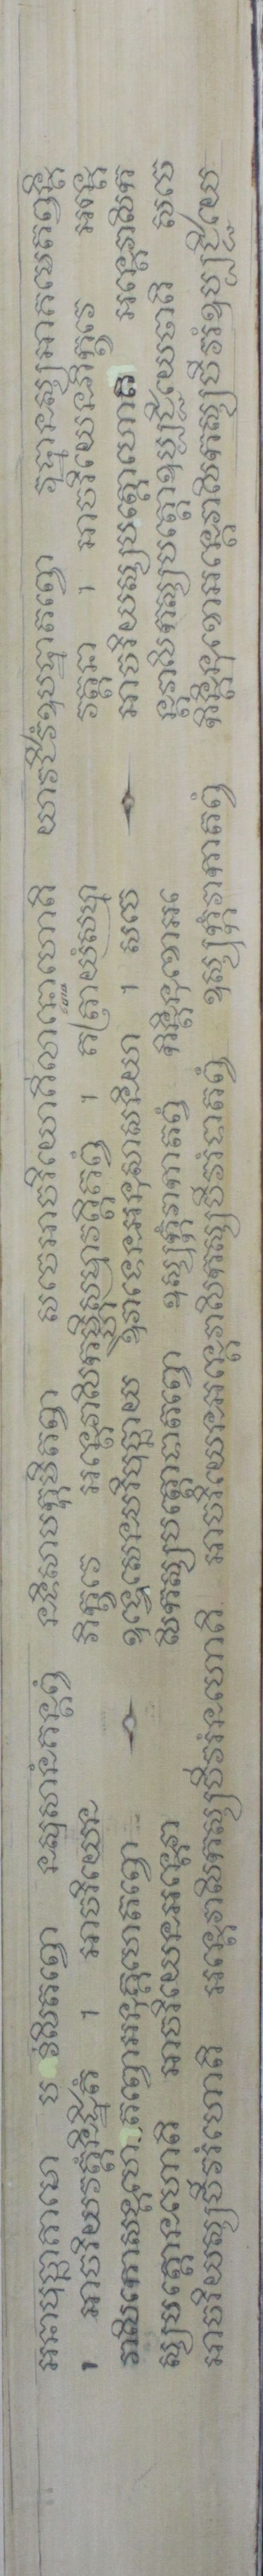 អនាបុច្ឆាគាមោ ប វិសិតព្វោ នសុសានំគន្តព្វំ នទិសាបក្កមិតព្វា សចេអាចរិយោគិលានោហោតិ យាវជីវំឧបដ្ឋាតព្វោ វុដ្ឋានស្សអាគមេតព្វន្តិ
។ អាចរិយវត្តំនិដ្ឋិតំ ។ អាចរិយេន ភិក្ខវេ អន្តេវាសិកម្ហិសម្មាវត្តិតព្វំ ។ តត្រាយំសម្មា វត្តនា ។ អាចរិយេនភិក្ខវេ អន្តេ
វាសិកោសង្គហេតព្វោអនុគ្គហេតព្វោ ឧទ្ទេសេនបរិបុច្ឆាយ ឱវាទេនអនុសាសនិយា ។ សចេ អាចរិយស្សបត្តោហោតិ អន្តេវាសិក
ស្សបត្តោនហោតិ អាចរិយេនអន្តេវា សិកស្សបត្តោទាតព្វោ ឧស្សុក្កំវាកាតព្វំ កិន្តិនុខោអន្តេ ន្តេវាសិកស្សបត្តោឧប្បជ្ជិយេថាតិ សចេ
អាចរិយស្សចីវរំហោតិ អន្តេវាសិកស្សចីវរំនហោតិ អាចរិយេនអន្តេវាសិកស្សចីវរំទាតព្វំ ឧស្សុក្កំវាកាតព្វំ កិន្តិនុខោអន្តេវាសិកស្សចីវរំឧប្បជ្ជិយេ